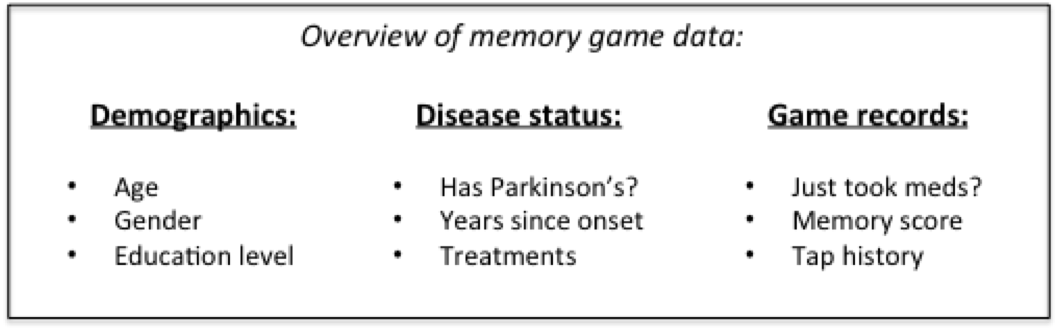 Overview of memory game data:
Demographics:
• Age
• Gender
• Education level
Disease status:
• Has Parkinson’s?
• Years since onset
• Treatments
Game records:
• Just took meds?
• Memory score
• Tap history